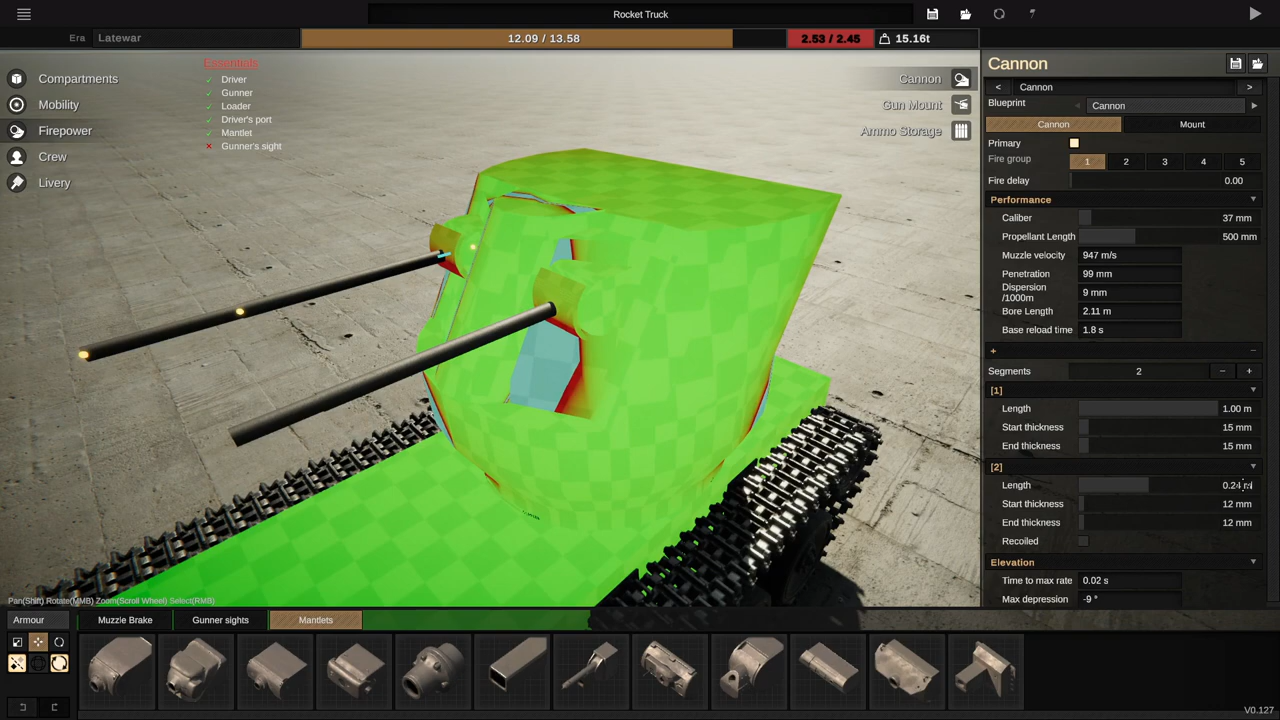 Rocket Truck
Era Latewar 12.09 / 13.58 2.53 / 2.45 15.16t
Compartments
Mobility
Firepower
Crew
Livery
Essentials
✓ Driver
✓ Gunner
✓ Loader
✓ Driver's port
✓ Mantlet
× Gunner's sight
Cannon
Gun Mount
Ammo Storage
Cannon
< Cannon >
Blueprint Cannon
Cannon Mount
Primary
Fire group 1 2 3 4 5
Fire delay 0.00
Performance
Caliber 37 mm
Propellant Length 500 mm
Muzzle velocity 947 m/s
Penetration 99 mm
Dispersion
/1000m 9 mm
Bore Length 2.11 m
Base reload time 1.8 s
+ −
Segments 2 − +
[1]
Length 1.00 m
Start thickness 15 mm
End thickness 15 mm
[2]
Length 0.24 m
Start thickness 12 mm
End thickness 12 mm
Recoiled
Elevation
Time to max rate 0.02 s
Max depression -9 °
Pan(Shift) Rotate(MMB) Zoom(Scroll Wheel) Select(RMB)
Armour Muzzle Brake Gunner sights Mantlets
V0.127